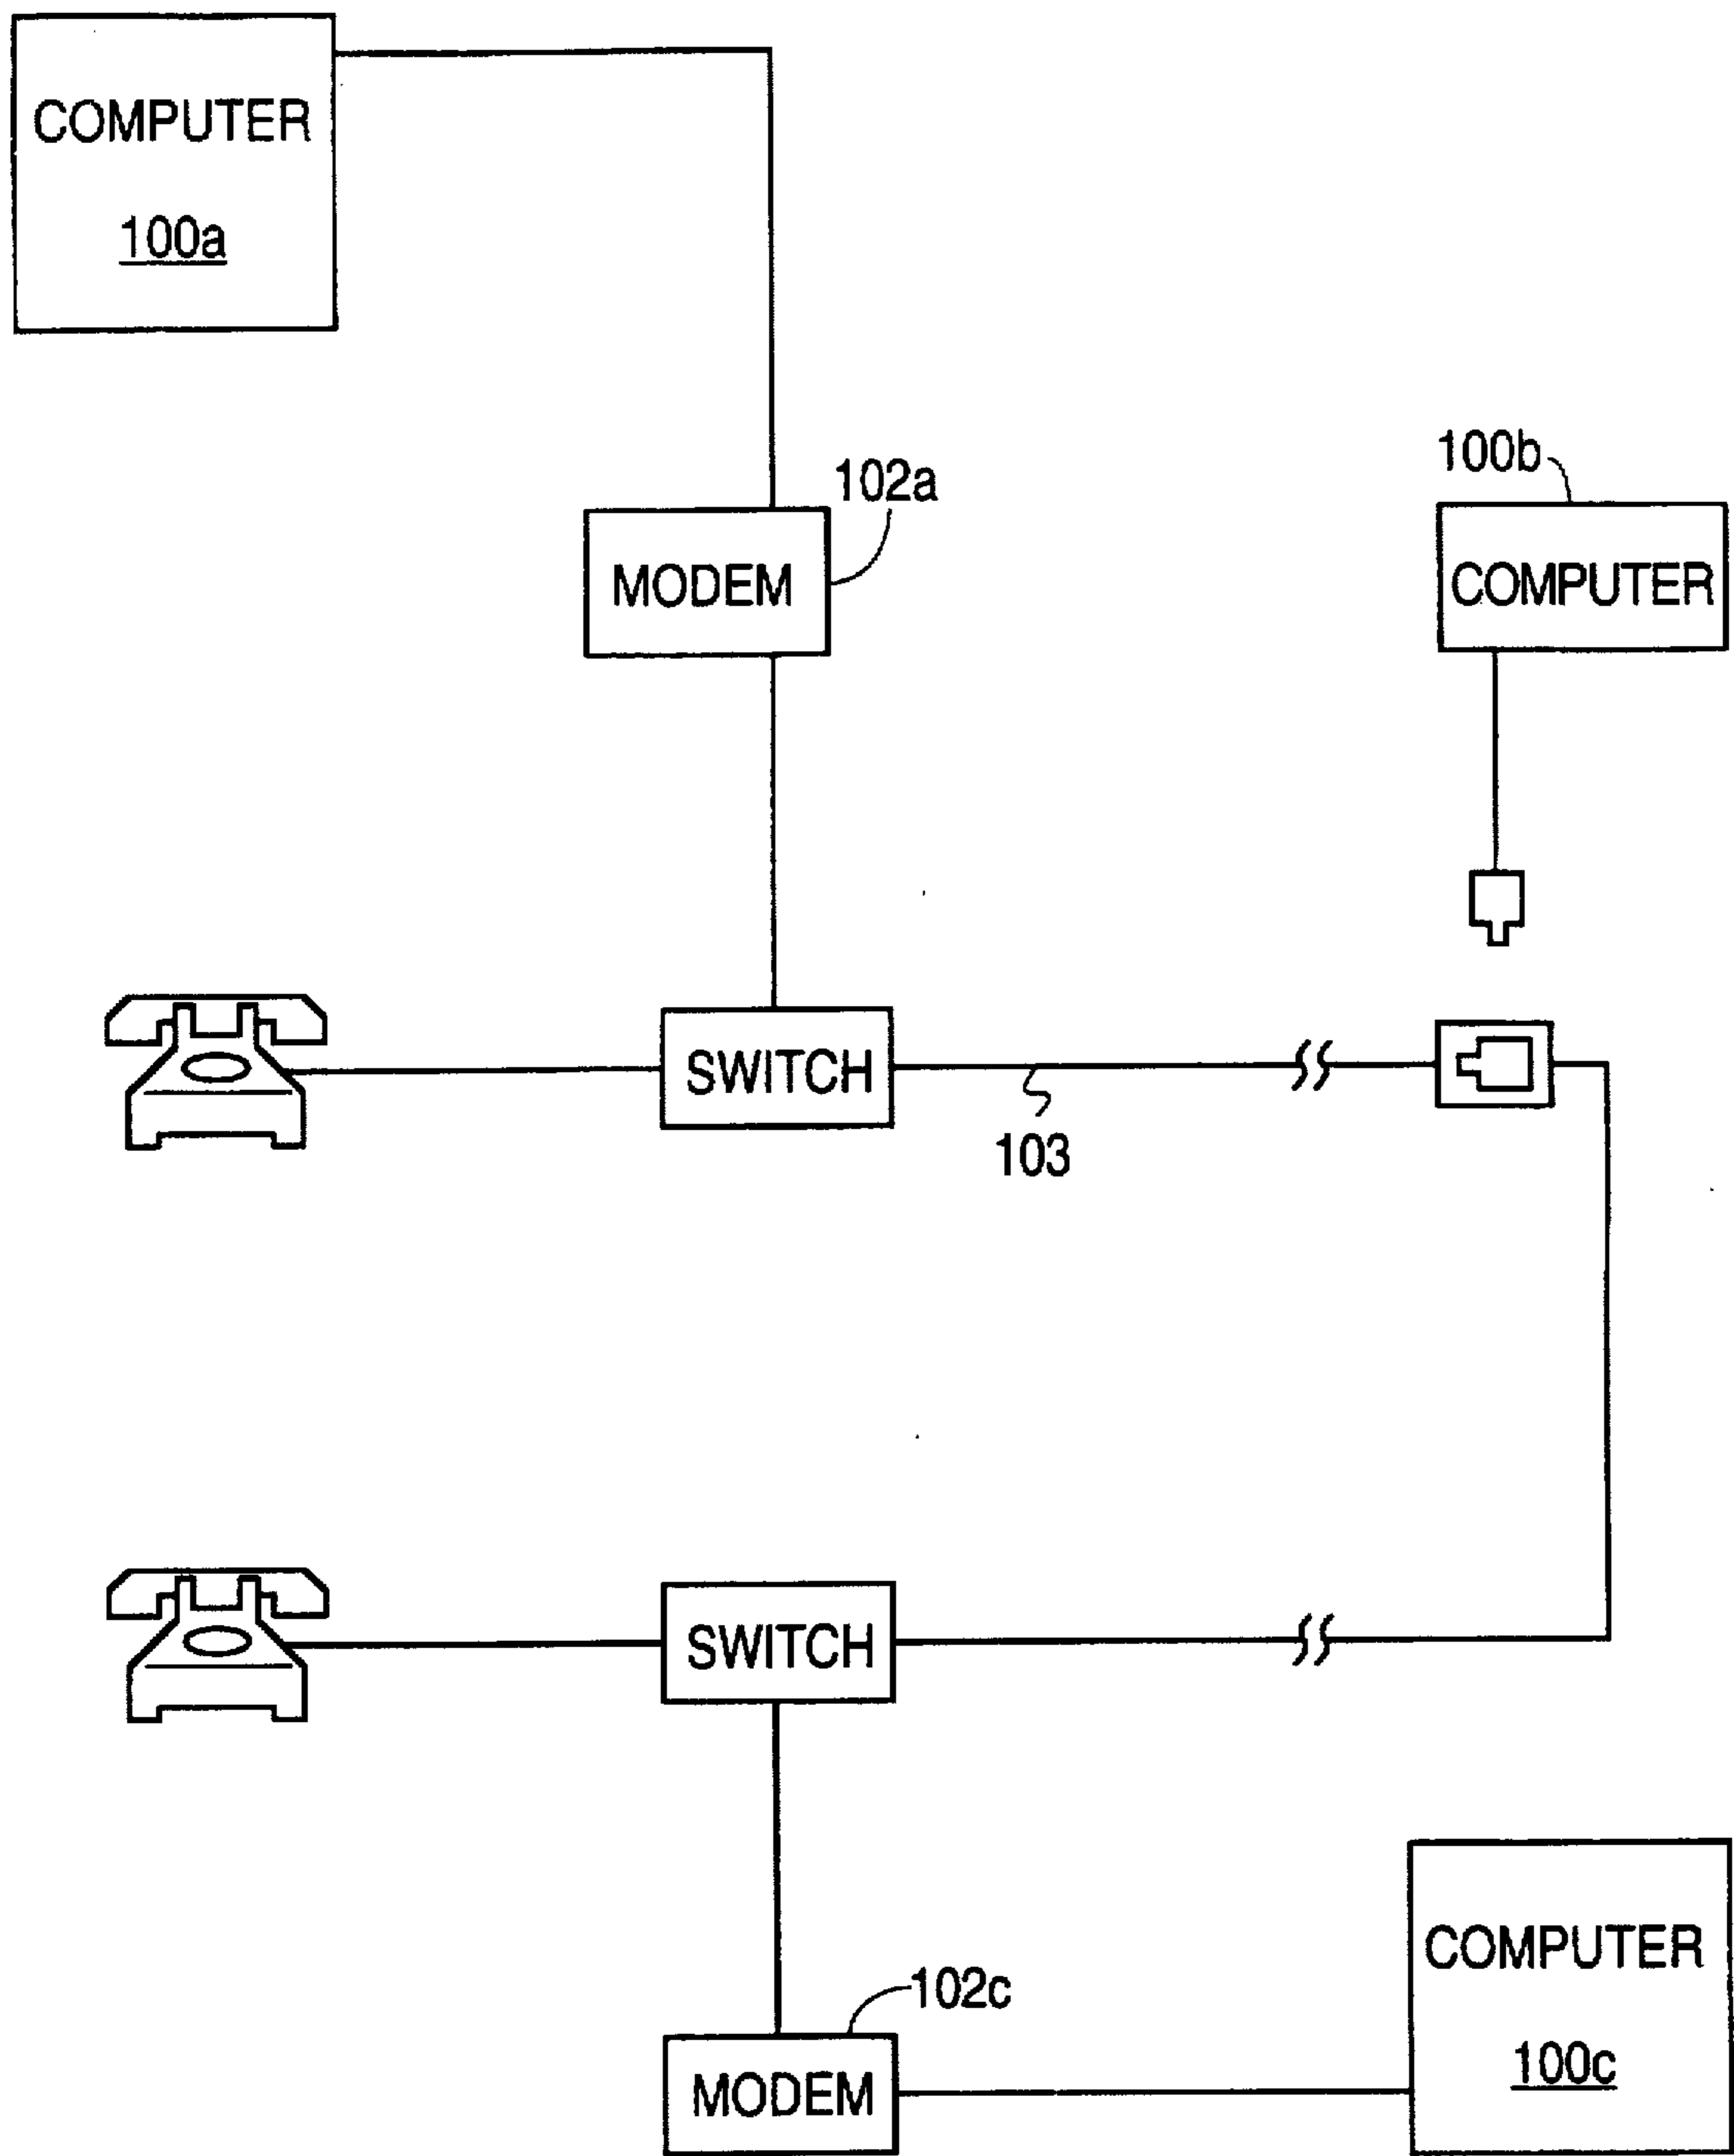 COMPUTER
100a
102a
MODEM
100b
COMPUTER
SWITCH
103
SWITCH
COMPUTER
100c
102c
MODEM